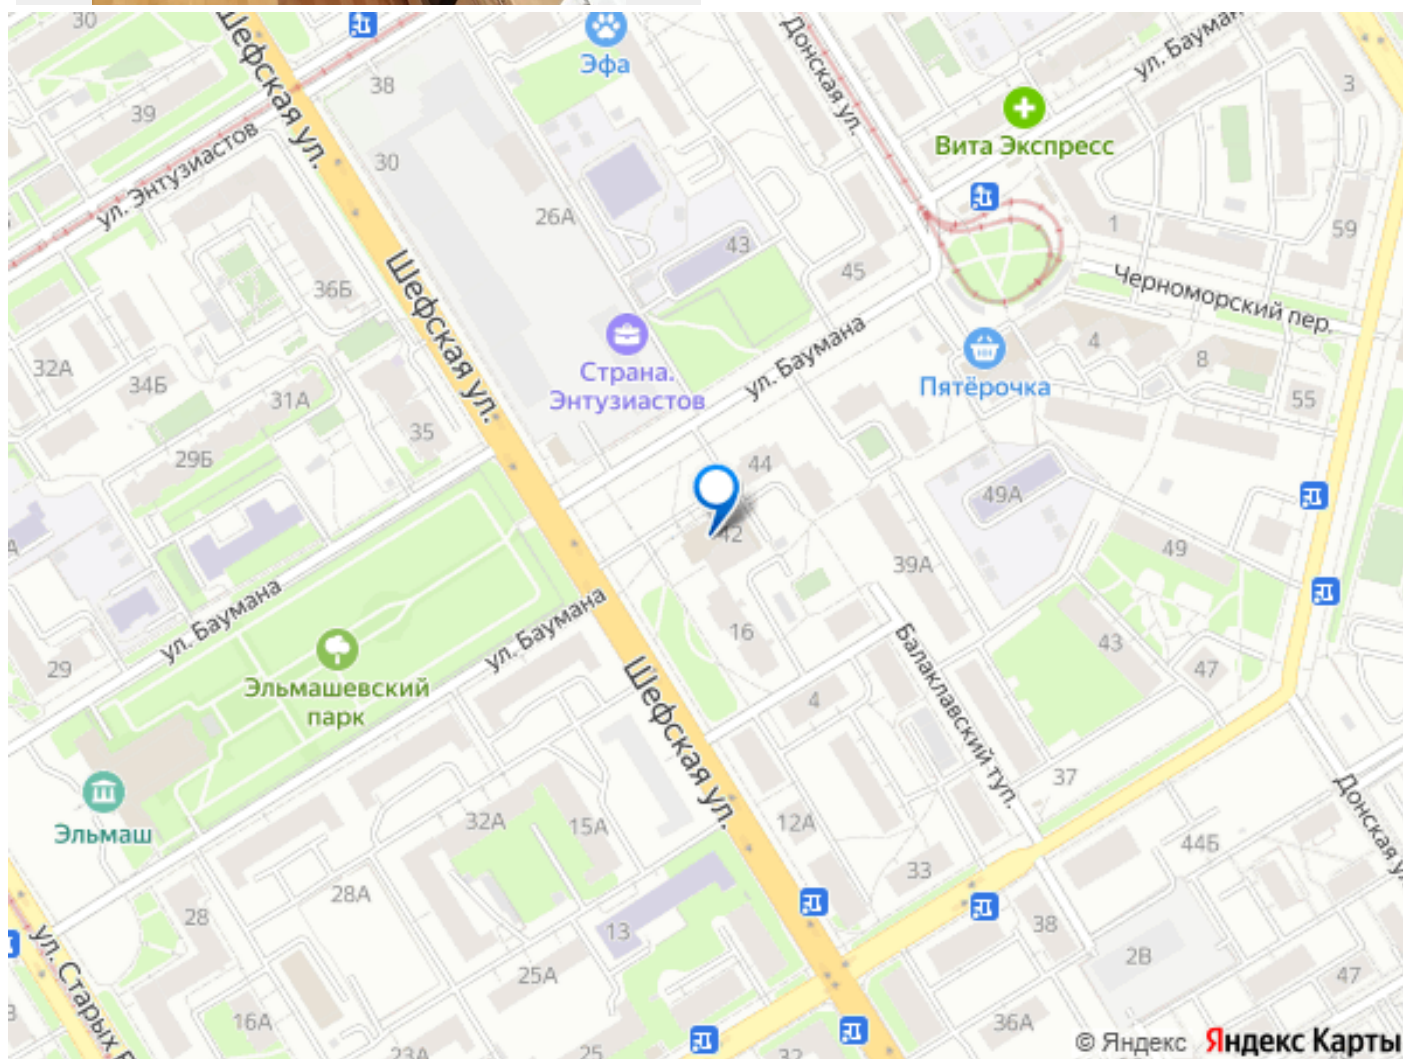 30
Шефская ул.
38
Эфа
Донская ул.
ул. Бауман
3
39
ул. Энтузиастов
30
Вита Экспресс
26А
43
45
1
59
36Б
Шефская ул.
Черноморский пер.
32А
34Б
31А
35
Страна.
Энтузиастов
ул. Баумана
Пятёрочка
4
8
55
29Б
44
49А
42
39А
49
ул. Баумана
ул. Баумана
29
Эльмашевский
парк
16
Балаклавский туп.
43
47
Шефская ул.
4
37
Эльмаш
32А
15А
12А
33
44Б
Донская у
28А
28
13
38
2В
25А
47
ул. Старых
16А
23А
25
32
36А
© Яндекс Яндекс Карты